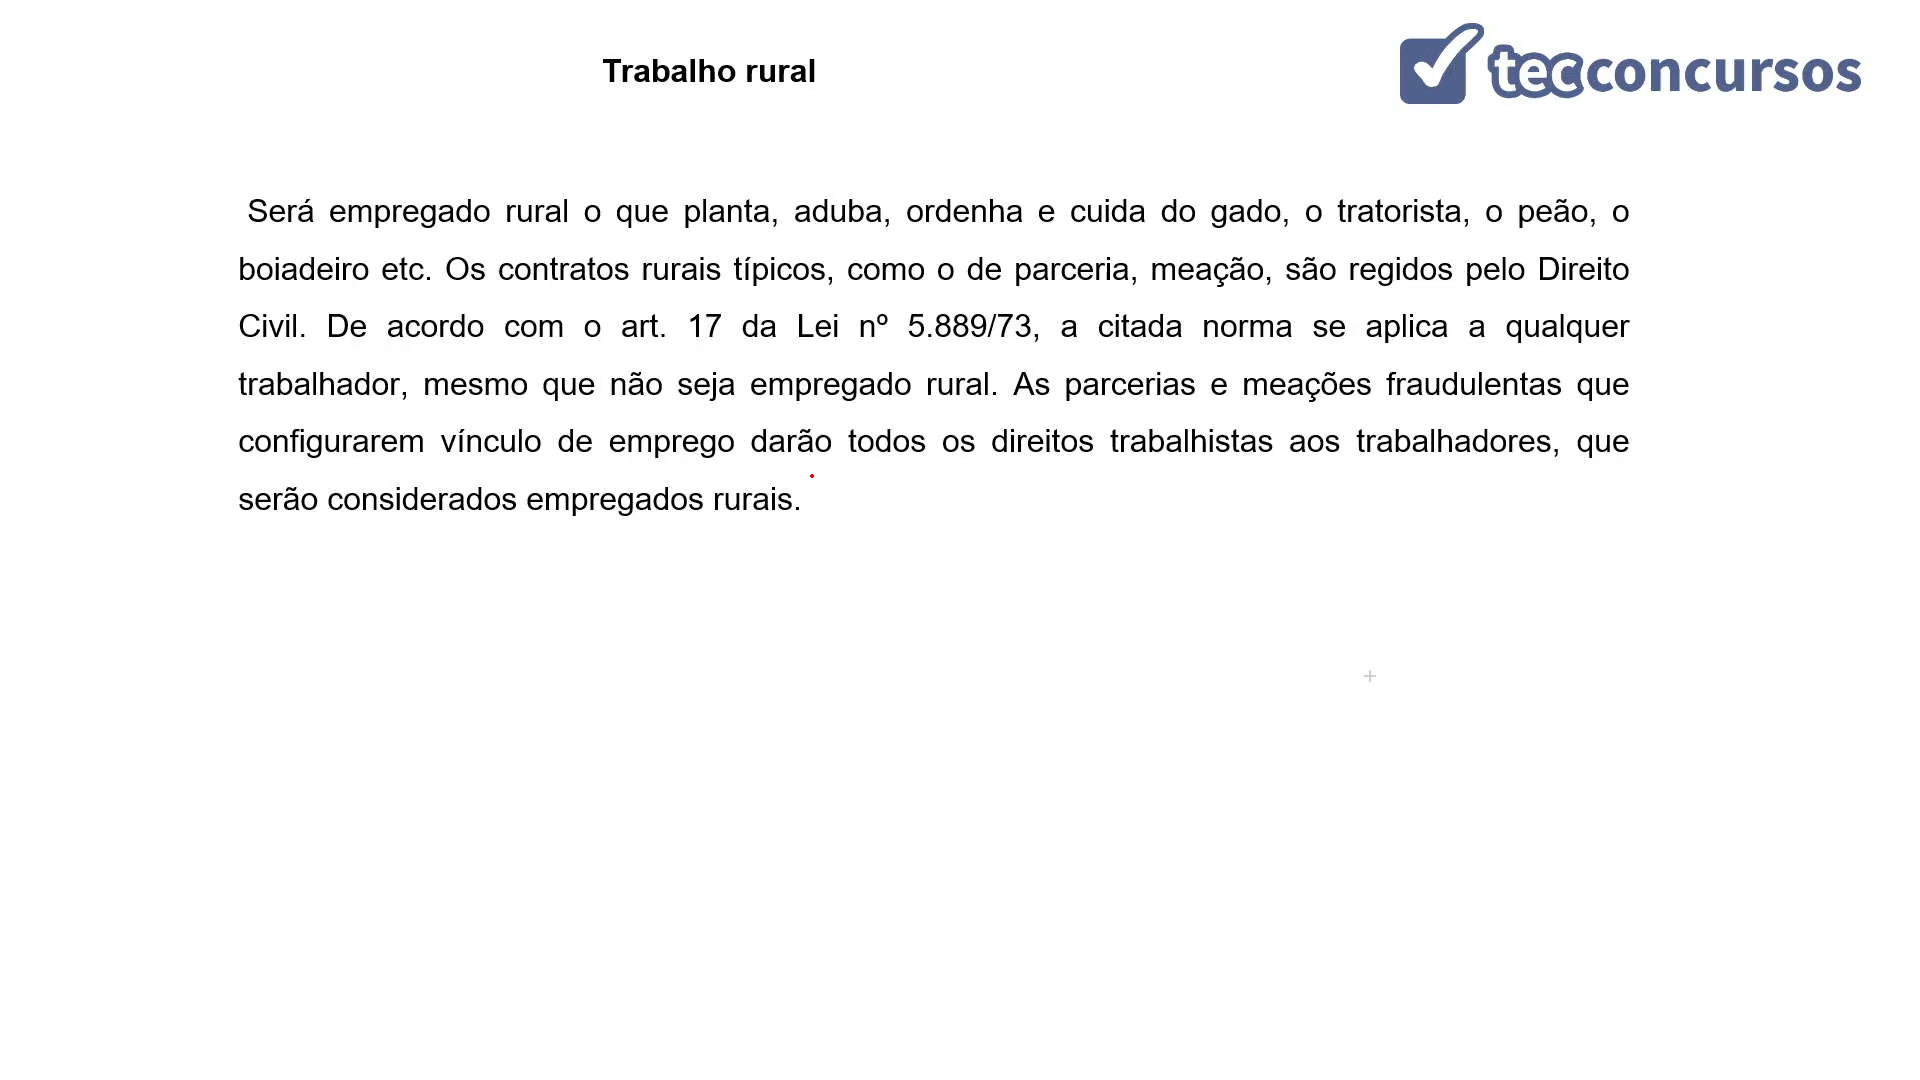 Trabalho rural
tecconcursos
Será empregado rural o que planta, aduba, ordenha e cuida do gado, o tratorista, o peão, o
boiadeiro etc. Os contratos rurais típicos, como o de parceria, meação, são regidos pelo Direito
Civil. De acordo com o art. 17 da Lei nº 5.889/73, a citada norma se aplica a qualquer
trabalhador, mesmo que não seja empregado rural. As parcerias e meações fraudulentas que
configurarem vínculo de emprego darão todos os direitos trabalhistas aos trabalhadores, que
serão considerados empregados rurais.